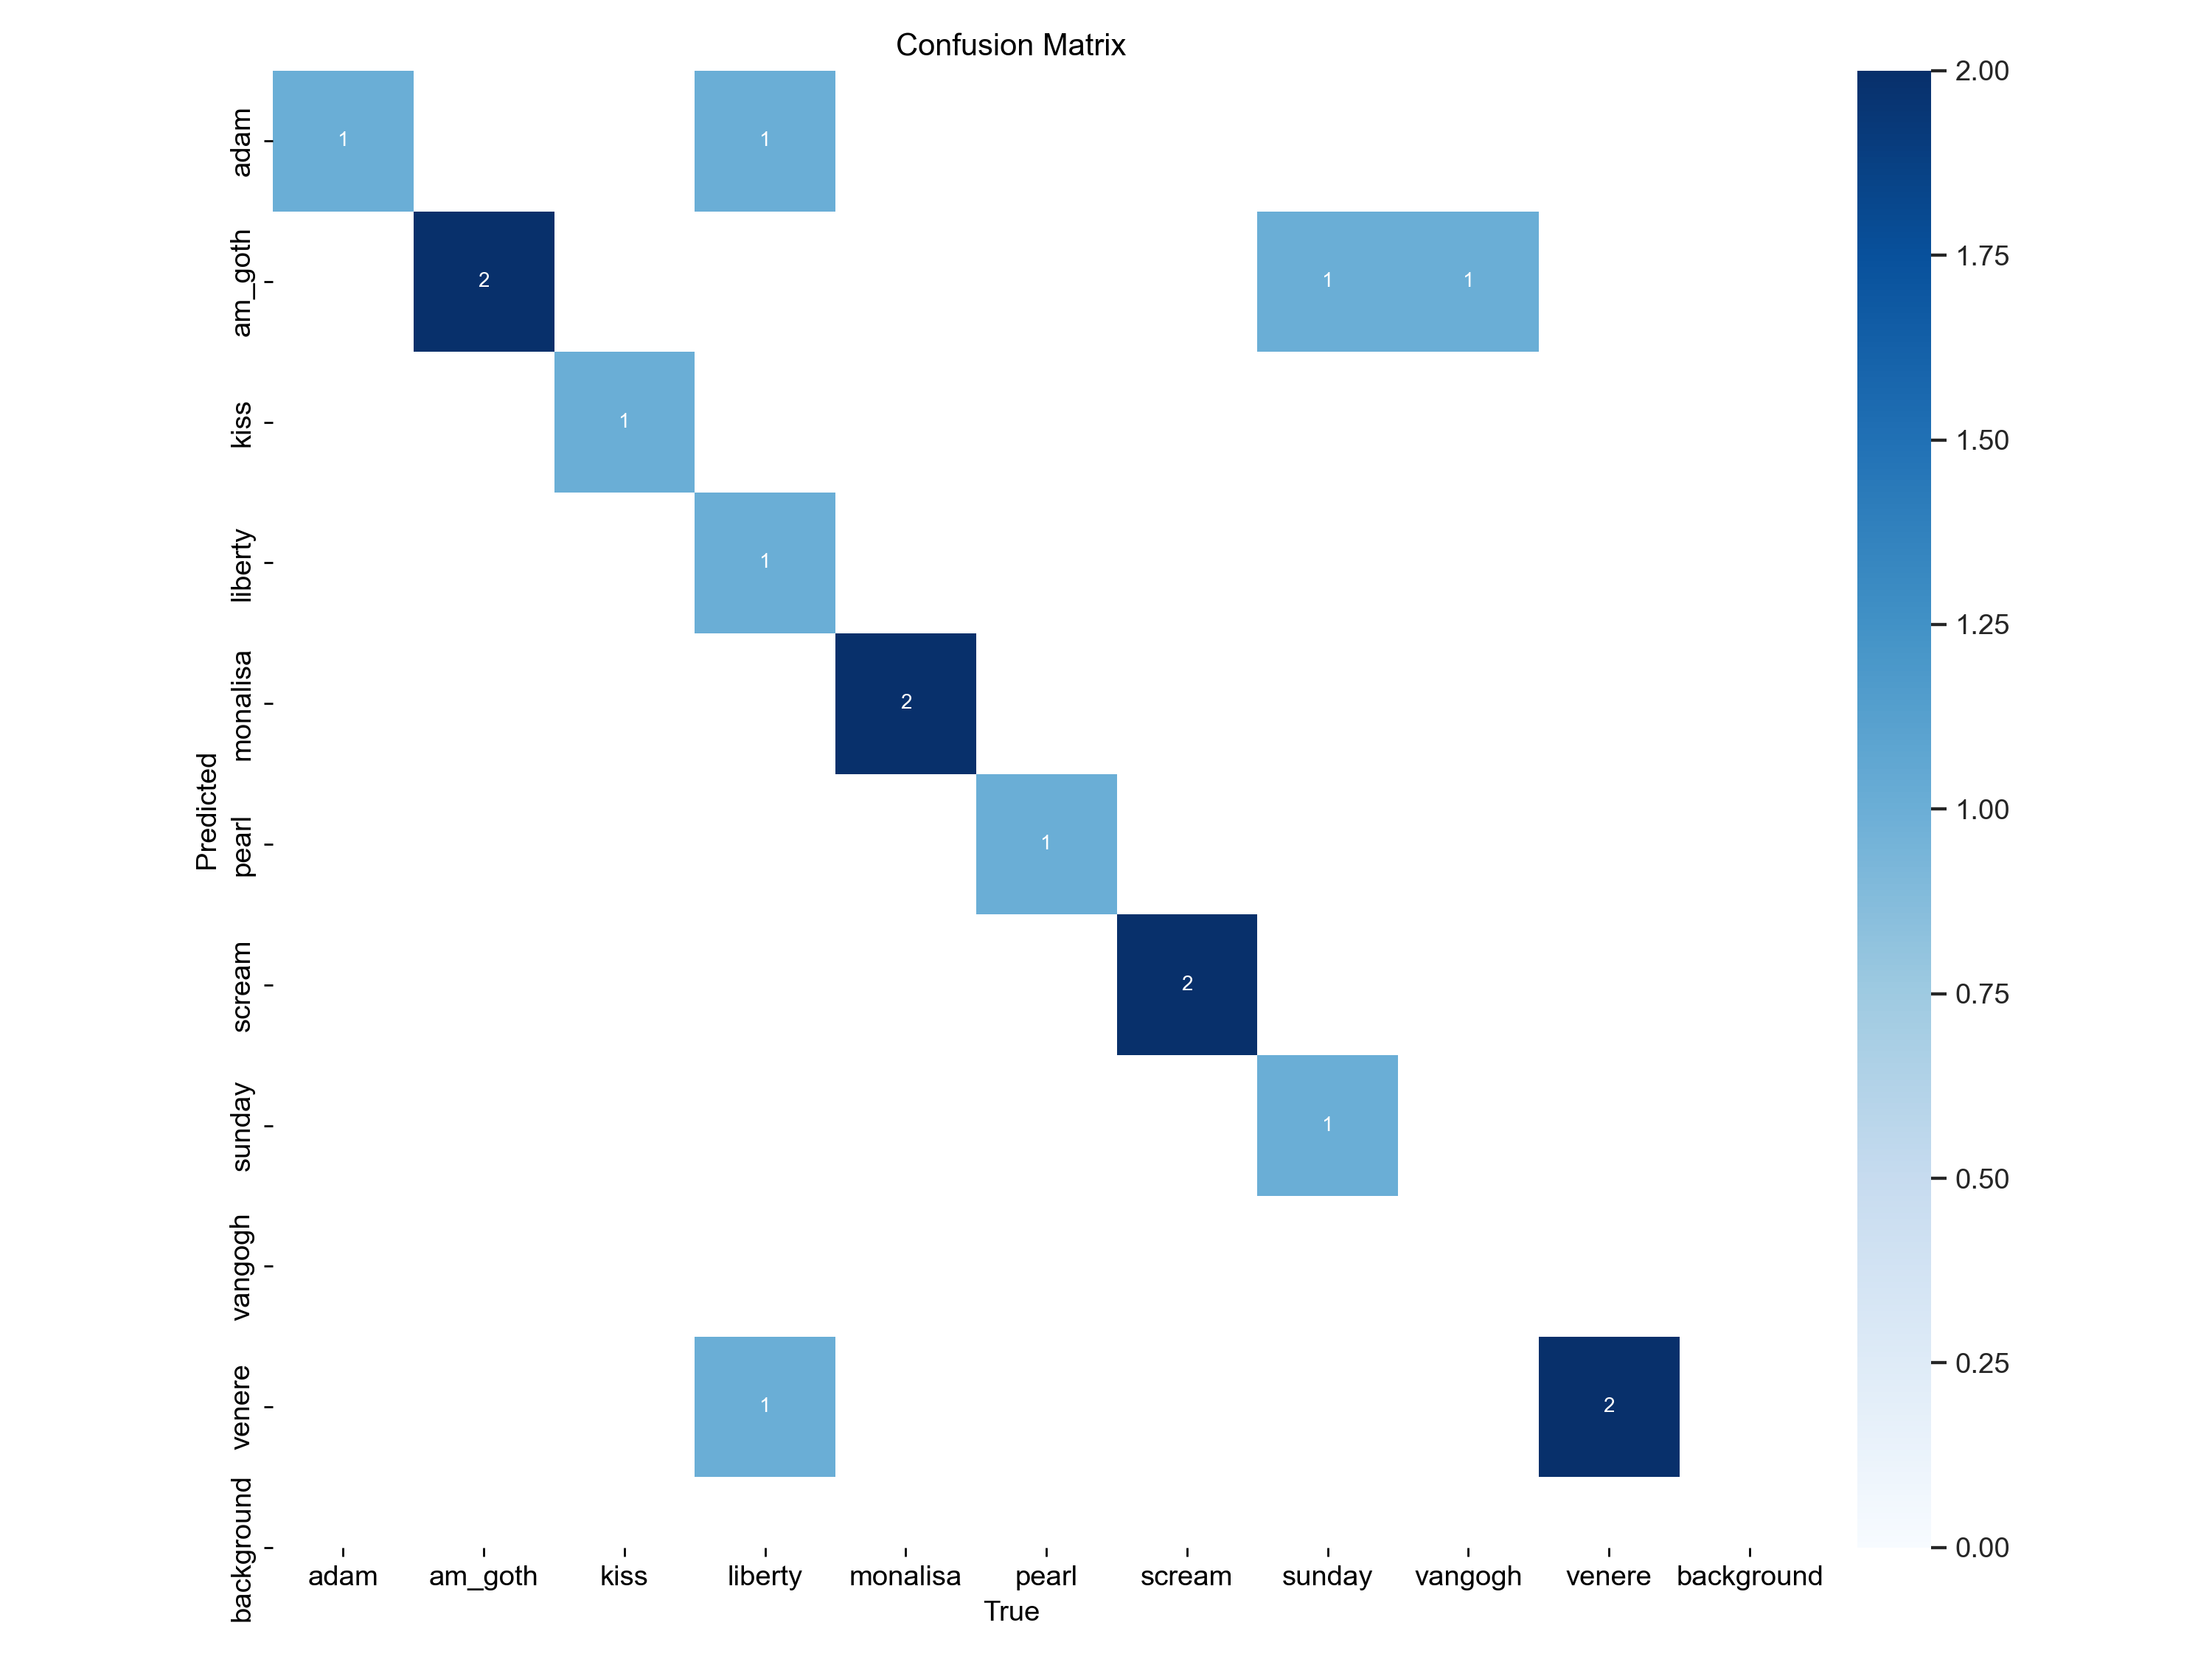 Confusion Matrix
adam
am_goth
kiss
liberty
monalisa
pearl
scream
sunday
vangogh
venere
background
Predicted
1 1
2 1 1
1
1
2
1
2
1
1 2
adam am_goth kiss liberty monalisa pearl scream sunday vangogh venere background
True
2.00
1.75
1.50
1.25
1.00
0.75
0.50
0.25
0.00